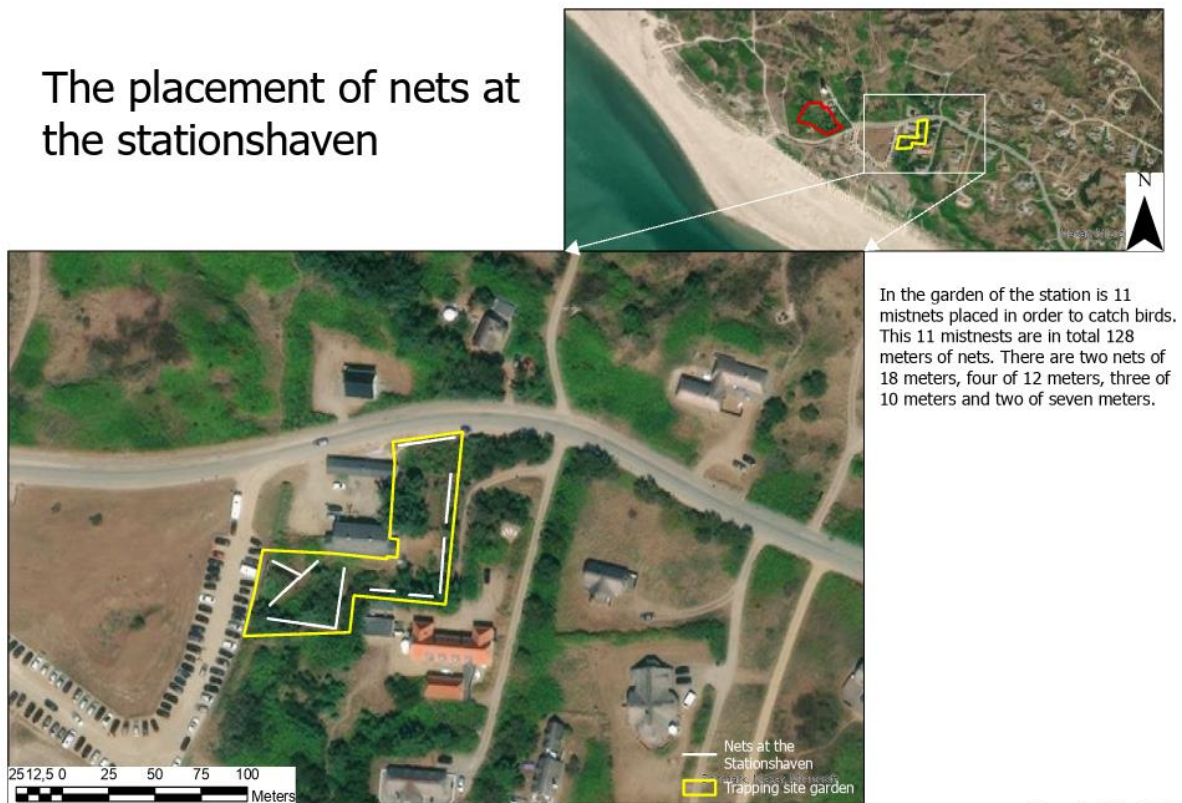 The placement of nets at
the stationshaven
N
In the garden of the station is 11
mistnets placed in order to catch birds.
This 11 mistnests are in total 128
meters of nets. There are two nets of
18 meters, four of 12 meters, three of
10 meters and two of seven meters.
Nets at the
Stationshaven
Trapping site garden
25 12,5 0 25 50 75 100
Meters